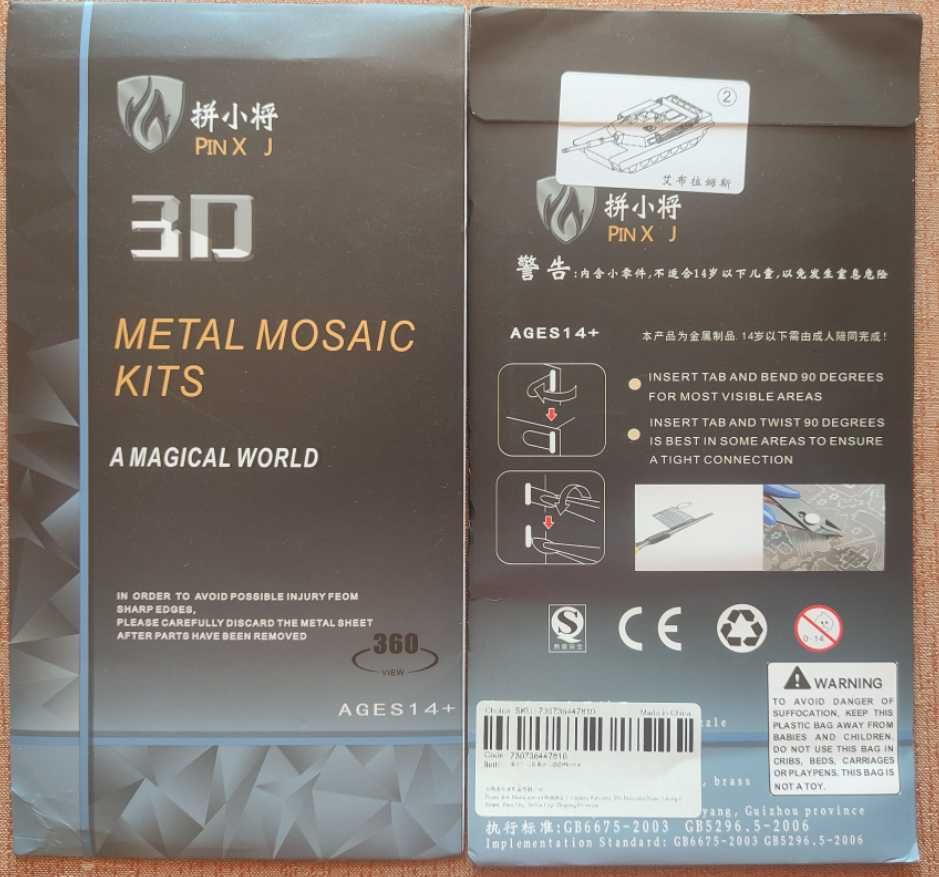 拼小将
PIN X J
3D
METAL MOSAIC
KITS
A MAGICAL WORLD
IN ORDER TO AVOID POSSIBLE INJURY FEOM
SHARP EDGES,
PLEASE CAREFULLY DISCARD THE METAL SHEET
AFTER PARTS HAVE BEEN REMOVED
360
VIEW
AGES14+
②
艾布拉姆斯
拼小将
PIN X J
警告:内含小零件,不适合14岁以下儿童,以免发生窒息危险
AGES14+
本产品为金属制品.14岁以下需由成人陪同完成!
INSERT TAB AND BEND 90 DEGREES
FOR MOST VISIBLE AREAS
INSERT TAB AND TWIST 90 DEGREES
IS BEST IN SOME AREAS TO ENSURE
A TIGHT CONNECTION
S
CE
0-14
WARNING
TO AVOID DANGER OF
SUFFOCATION, KEEP THIS
PLASTIC BAG AWAY FROM
BABIES AND CHILDREN.
DO NOT USE THIS BAG IN
CRIBS, BEDS, CARRIAGES
OR PLAYPENS. THIS BAG IS
NOT A TOY.
Choice SKU: 730736447810
Made in China
Code: 730736447810
zzle
, brass
yang, Guizhou province
执行标准:GB6675-2003 GB5296.5-2006
Implementation Standard: GB6675-2003 GB5296.5-2006